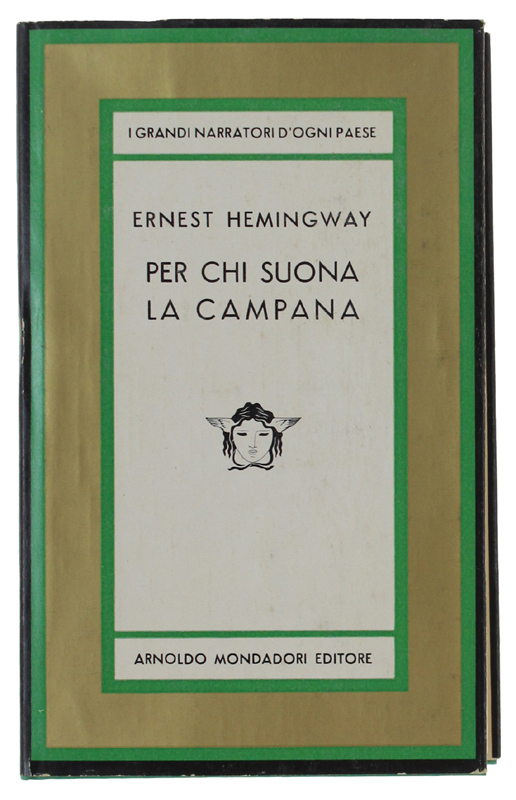 I GRANDI NARRATORI D'OGNI PAESE
ERNEST HEMINGWAY
PER CHI SUONA
LA CAMPANA
ARNOLDO MONDADORI EDITORE